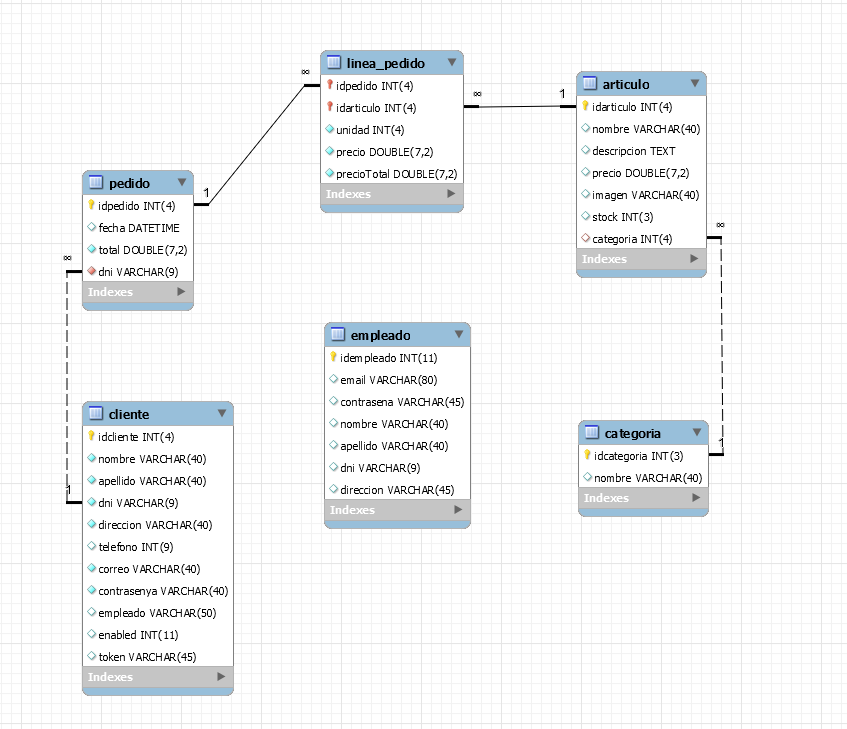 linea_pedido
idpedido INT(4)
idarticulo INT(4)
unidad INT(4)
precio DOUBLE(7,2)
precioTotal DOUBLE(7,2)
Indexes
articulo
idarticulo INT(4)
nombre VARCHAR(40)
descripcion TEXT
precio DOUBLE(7,2)
imagen VARCHAR(40)
stock INT(3)
categoria INT(4)
Indexes
pedido
idpedido INT(4)
fecha DATETIME
total DOUBLE(7,2)
dni VARCHAR(9)
Indexes
empleado
idempleado INT(11)
email VARCHAR(80)
contrasena VARCHAR(45)
nombre VARCHAR(40)
apellido VARCHAR(40)
dni VARCHAR(9)
direccion VARCHAR(45)
Indexes
cliente
idcliente INT(4)
nombre VARCHAR(40)
apellido VARCHAR(40)
dni VARCHAR(9)
direccion VARCHAR(40)
telefono INT(9)
correo VARCHAR(40)
contrasenya VARCHAR(40)
empleado VARCHAR(50)
enabled INT(11)
token VARCHAR(45)
Indexes
categoria
idcategoria INT(3)
nombre VARCHAR(40)
Indexes
∞
1
∞
1
∞
1
∞
1